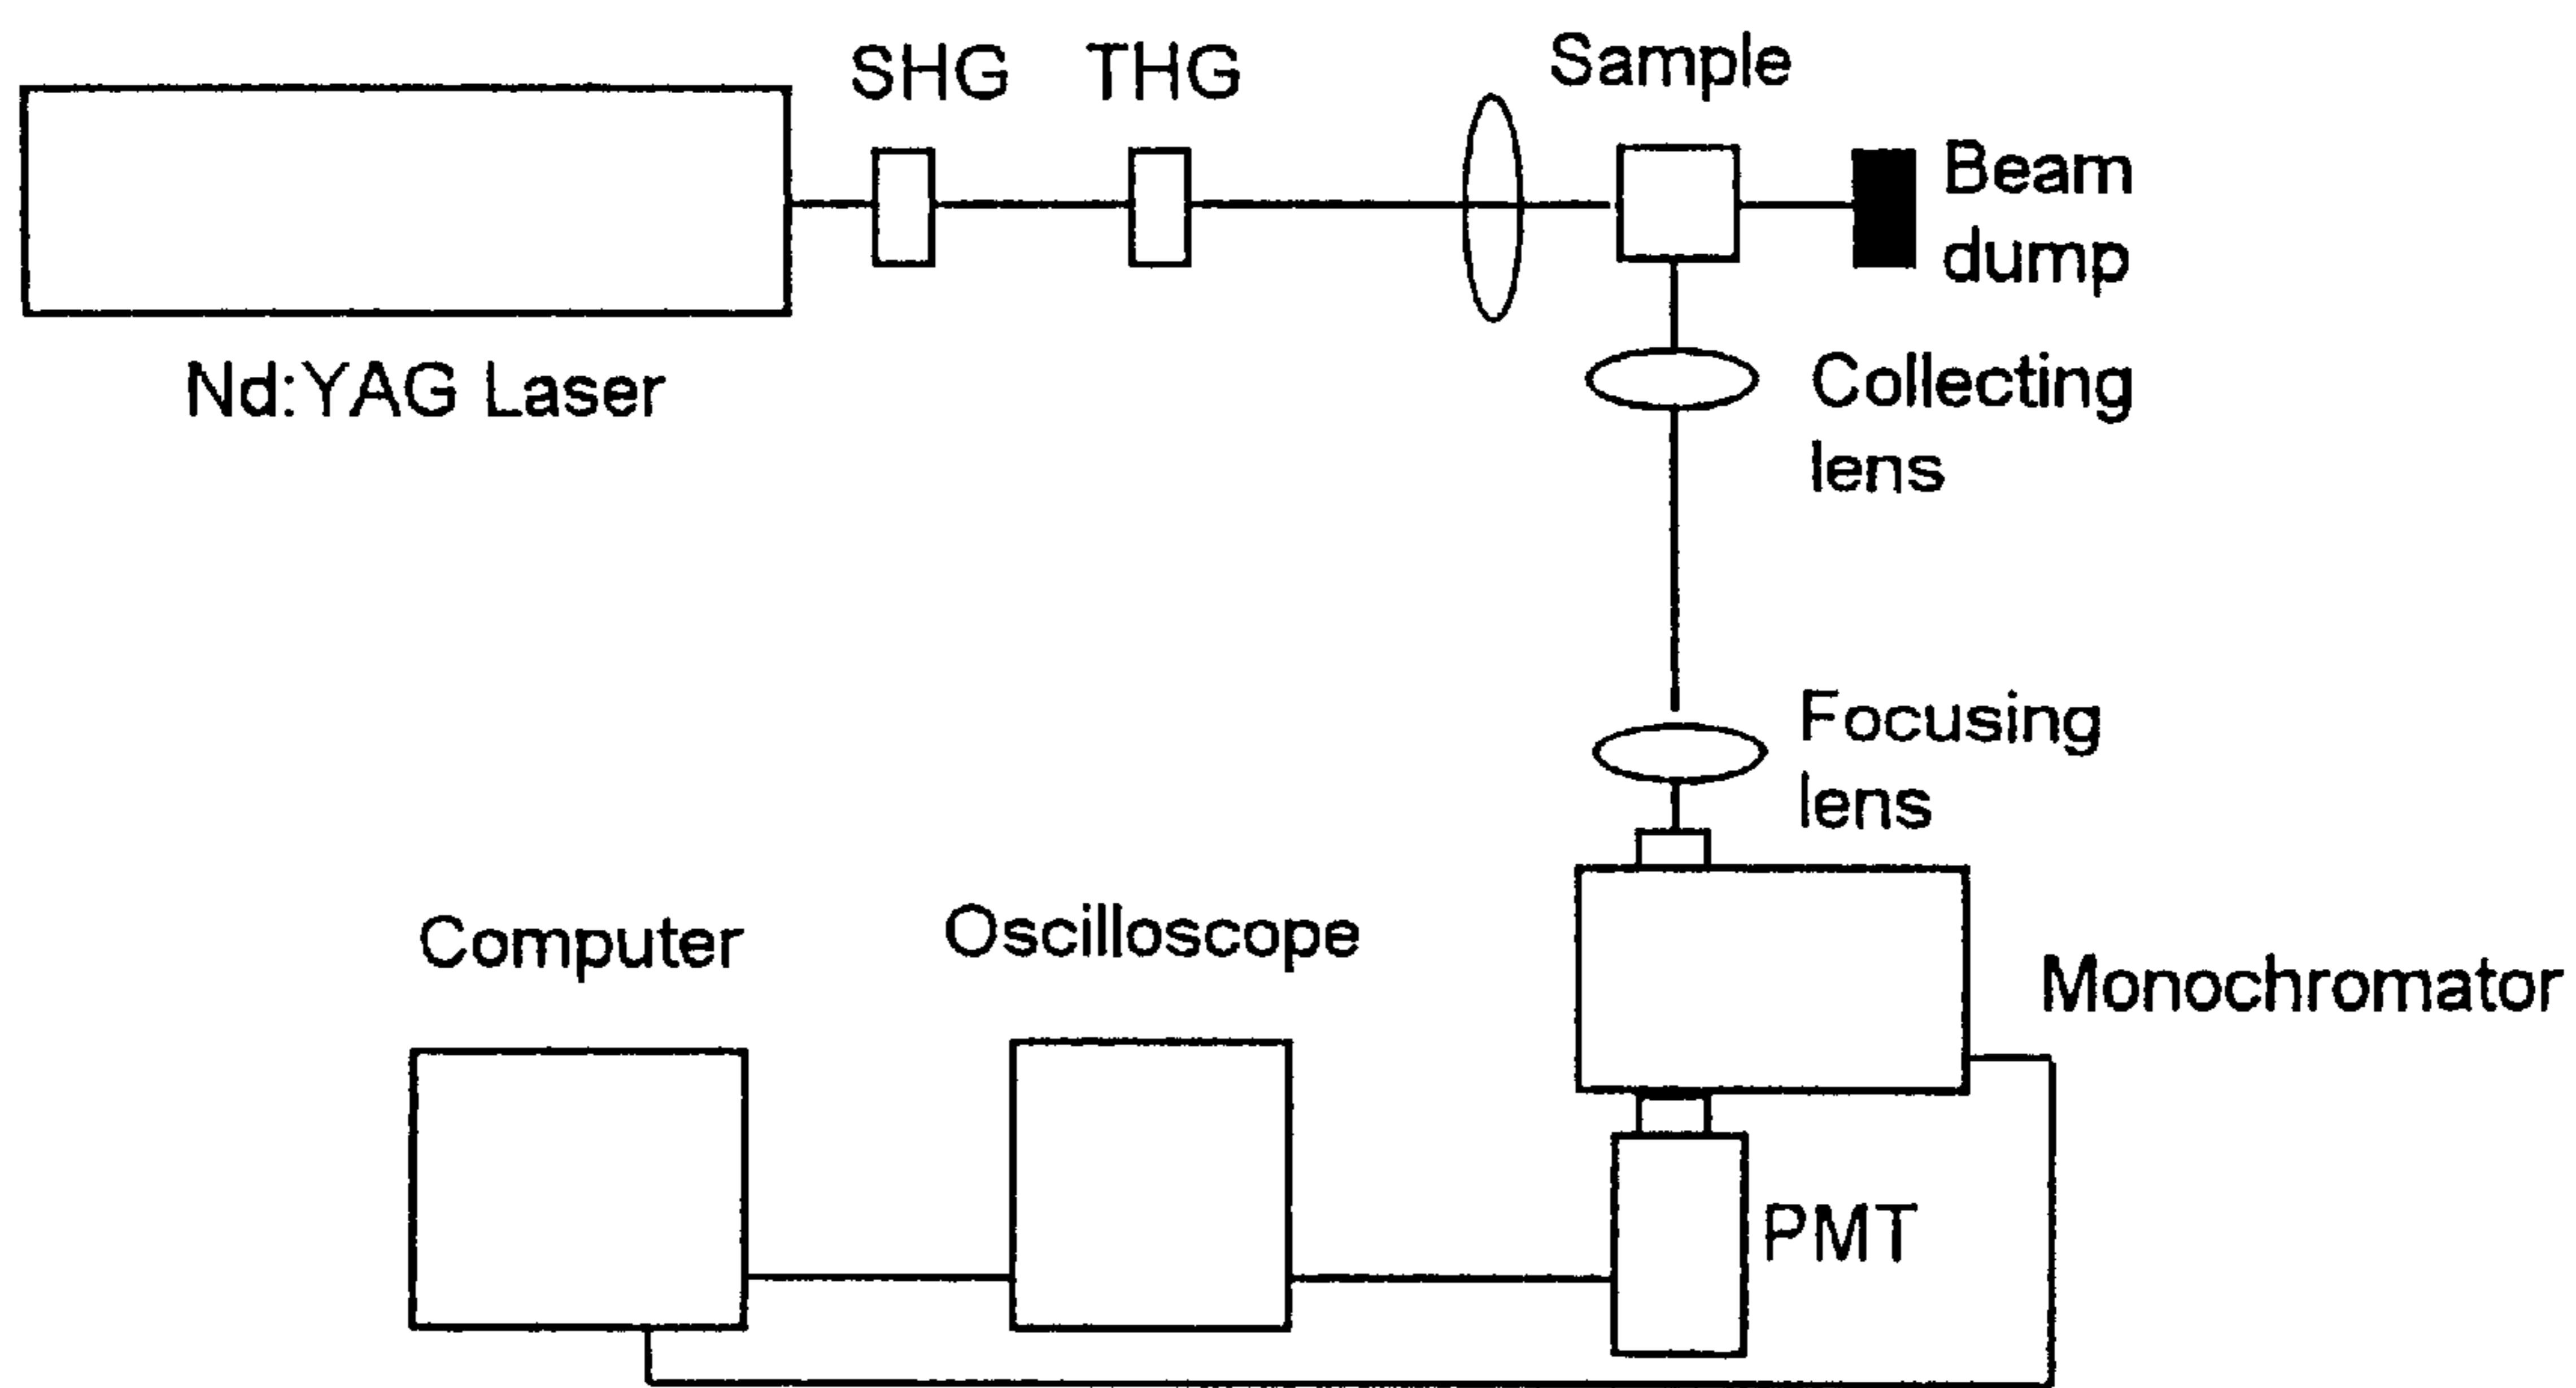 SHG
THG
Sample
Beam
dump
Nd:YAG Laser
Collecting
lens
Focusing
lens
Computer
Oscilloscope
Monochromator
PMT